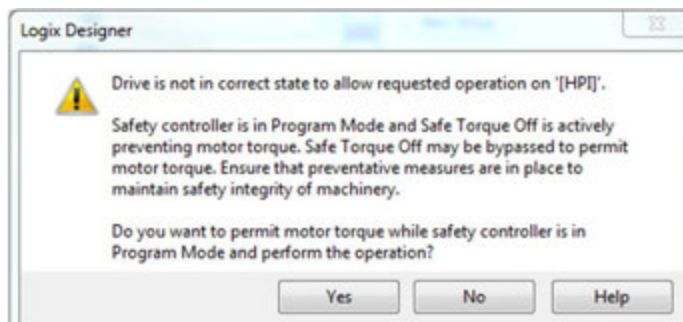 Logix Designer
Drive is not in correct state to allow requested operation on '[HPI]'.
Safety controller is in Program Mode and Safe Torque Off is actively
preventing motor torque. Safe Torque Off may be bypassed to permit
motor torque. Ensure that preventative measures are in place to
maintain safety integrity of machinery.
Do you want to permit motor torque while safety controller is in
Program Mode and perform the operation?
Yes
No
Help